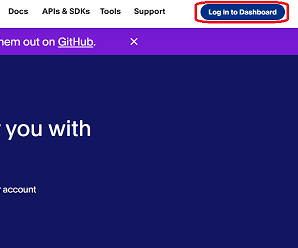 Docs APIs & SDKs Tools Support Log In to Dashboard
hem out on GitHub. ×
you with
account